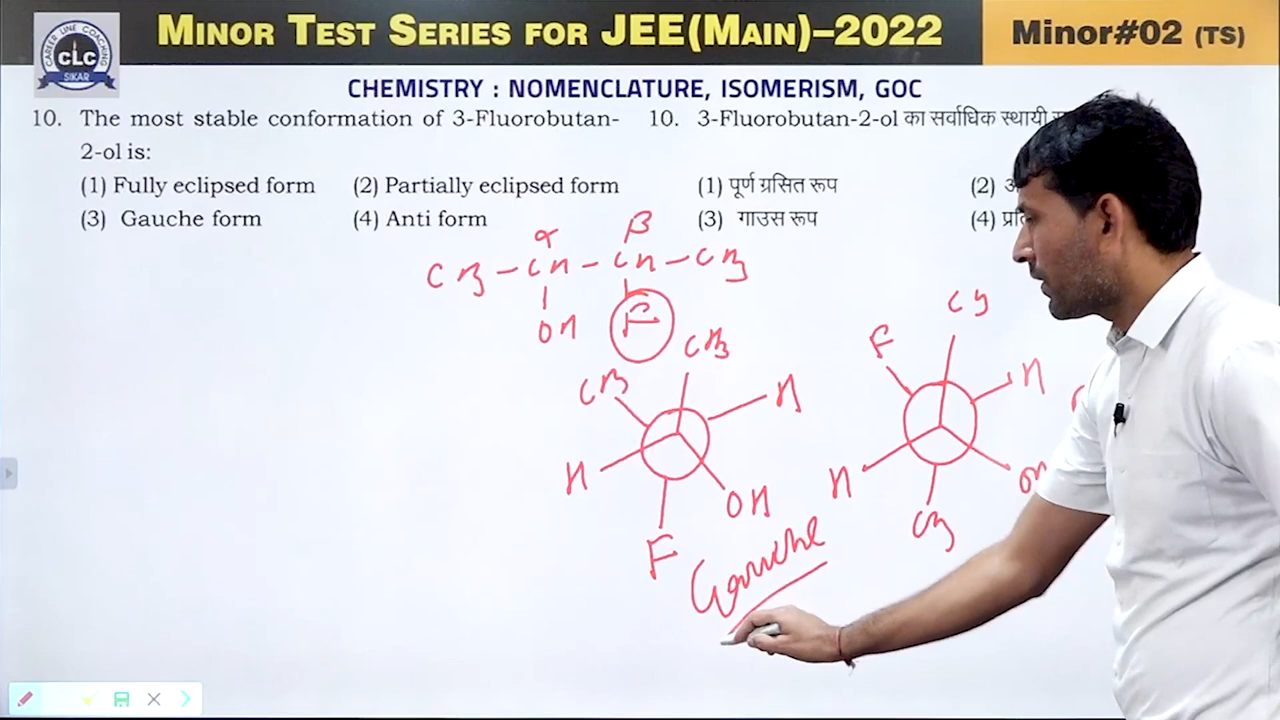 MINOR TEST SERIES FOR JEE(MAIN)–2022
Minor#02 (TS)
CAREER LINE COACHING
CLC
SIKAR
CHEMISTRY : NOMENCLATURE, ISOMERISM, GOC
10. The most stable conformation of 3-Fluorobutan-
2-ol is:
(1) Fully eclipsed form (2) Partially eclipsed form
(3) Gauche form (4) Anti form
10. 3-Fluorobutan-2-ol का सर्वाधिक स्थायी
(1) पूर्ण ग्रसित रूप (2)
(3) गाउस रूप (4)
α β
CH3 – CH – CH – CH3
OH F
CH3 CH3 H
H OH
F
Gauche
F CH3 H
H OH
CH3